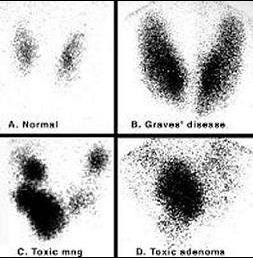 A. Normal
B. Graves' disease
C. Toxic mng
D. Toxic adenoma